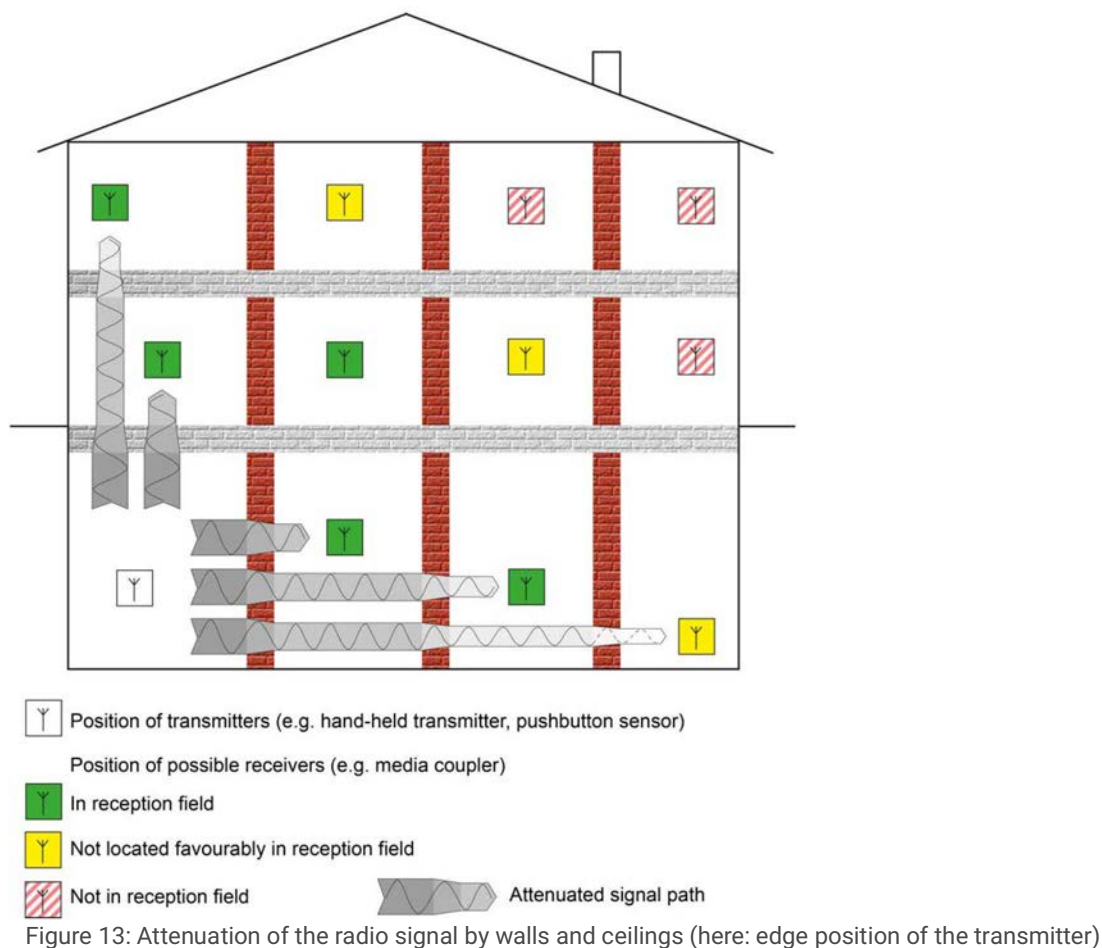 Position of transmitters (e.g. hand-held transmitter, pushbutton sensor)
Position of possible receivers (e.g. media coupler)
In reception field
Not located favourably in reception field
Not in reception field
Attenuated signal path
Figure 13: Attenuation of the radio signal by walls and ceilings (here: edge position of the transmitter)